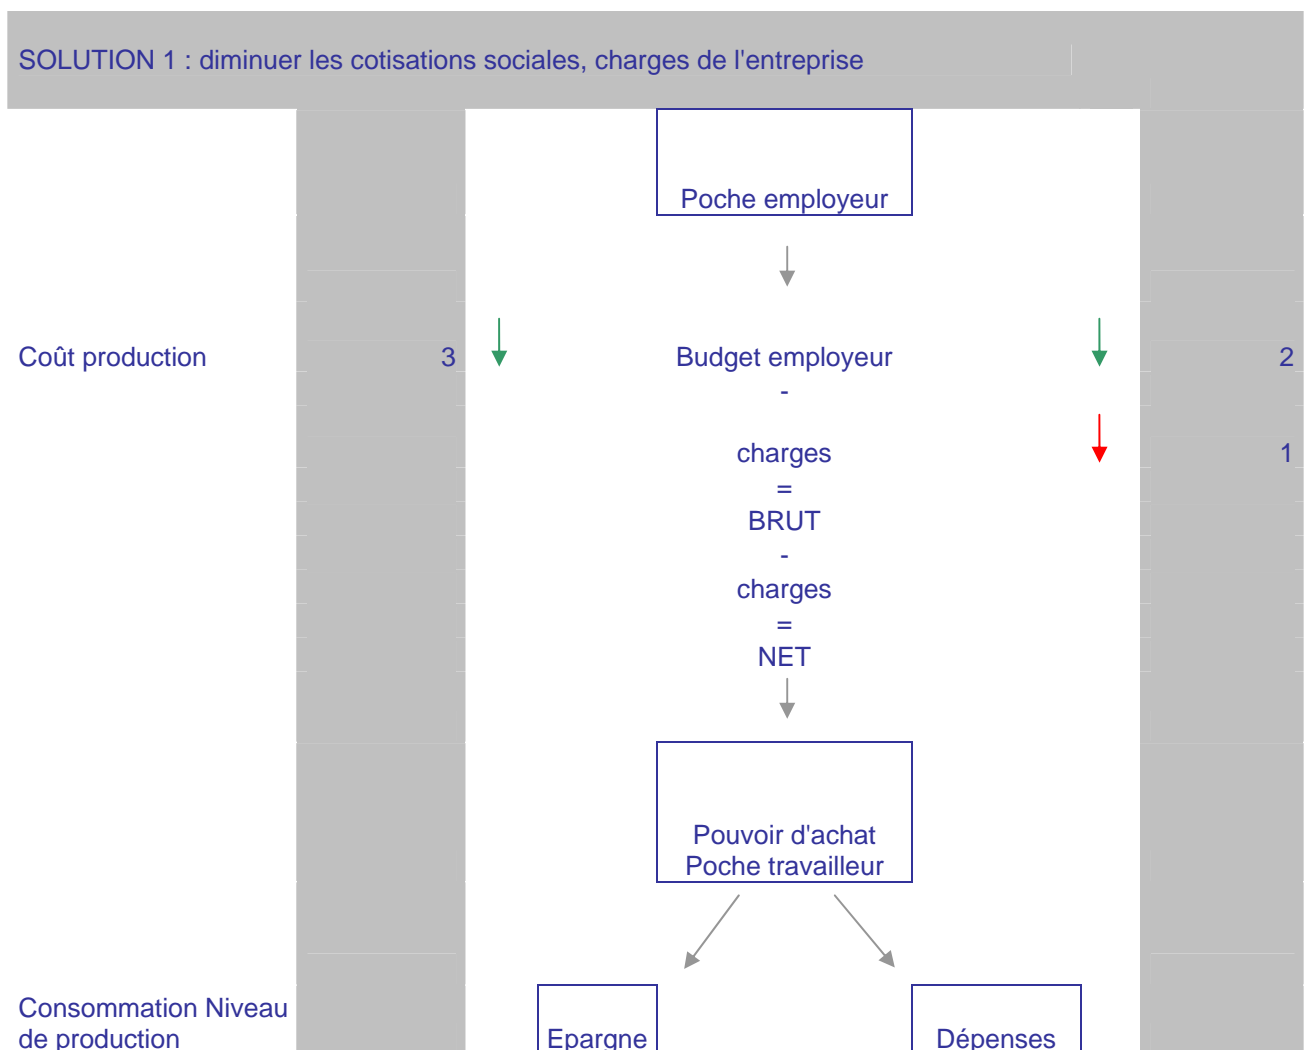 SOLUTION 1 : diminuer les cotisations sociales, charges de l'entreprise
Poche employeur
Coût production 3 Budget employeur 2
-
charges 1
=
BRUT
-
charges
=
NET
Pouvoir d'achat
Poche travailleur
Consommation Niveau
de production Epargne Dépenses